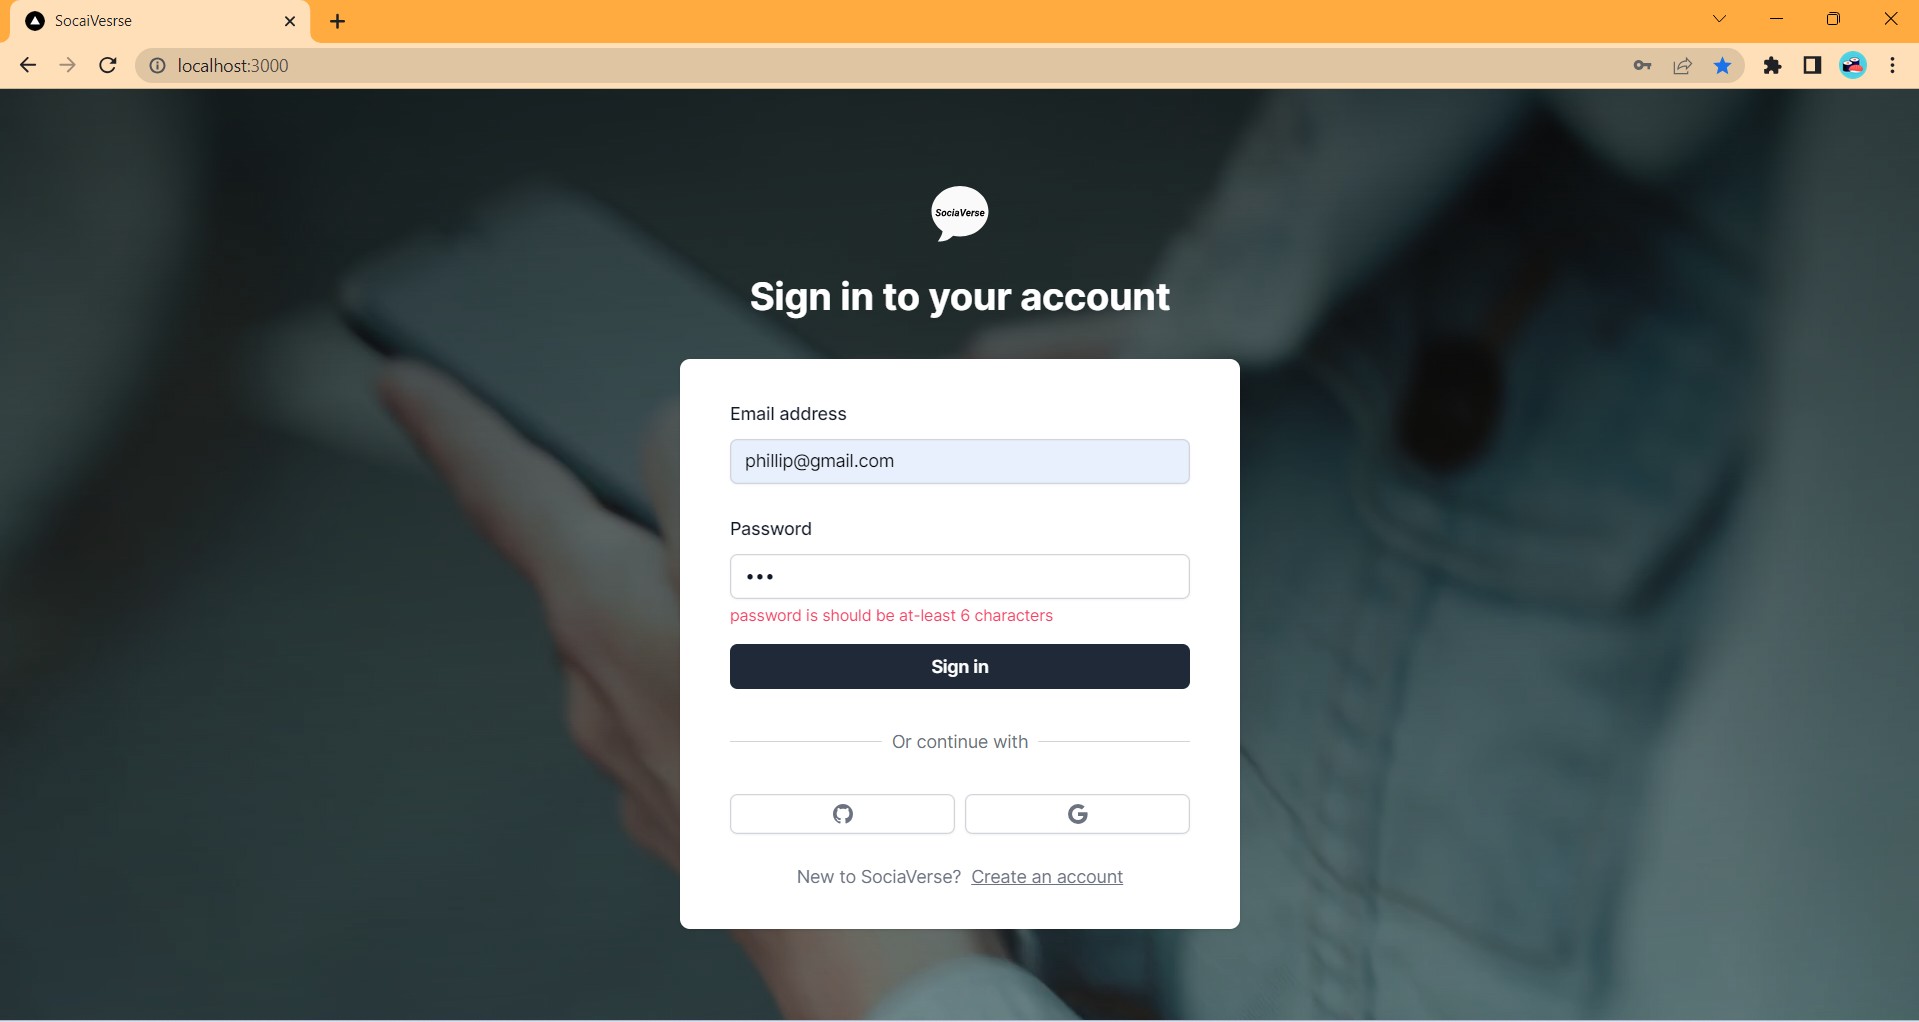 SocaiVesrse
localhost:3000
SociaVerse
Sign in to your account
Email address
phillip@gmail.com
Password
•••
password is should be at-least 6 characters
Sign in
Or continue with
New to SociaVerse? Create an account